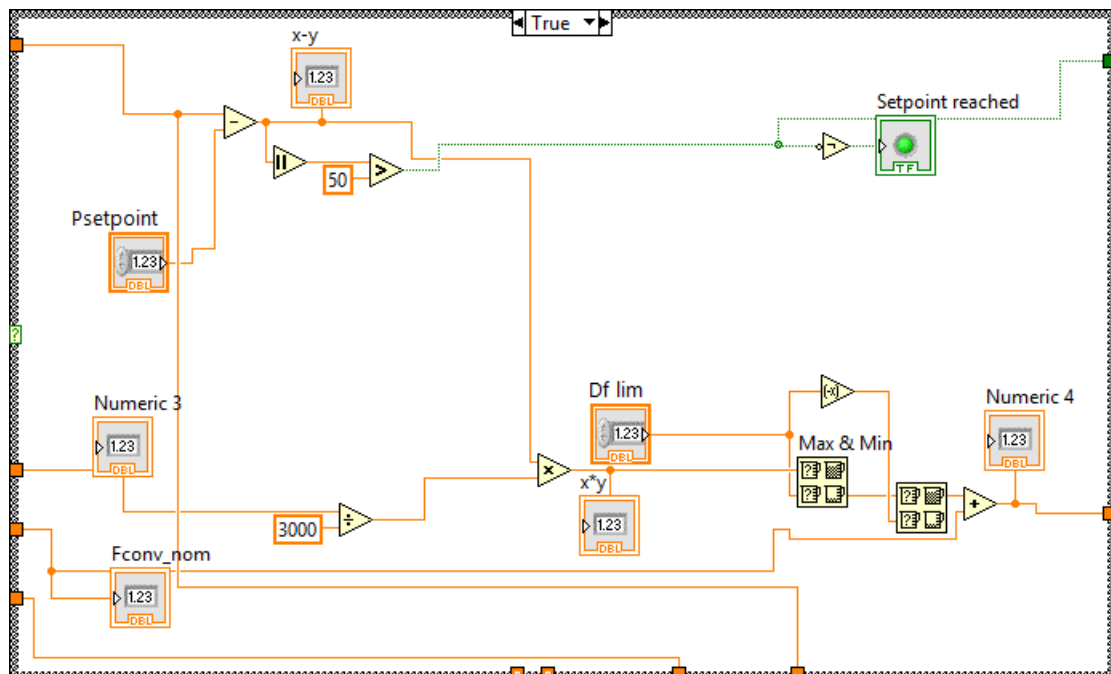 True
x-y
1.23
DBL
Setpoint reached
TF
50
Psetpoint
1.23
DBL
?
Numeric 3
1.23
DBL
Df lim
1.23
DBL
Max & Min
Numeric 4
1.23
DBL
x*y
1.23
DBL
3000
Fconv_nom
1.23
DBL